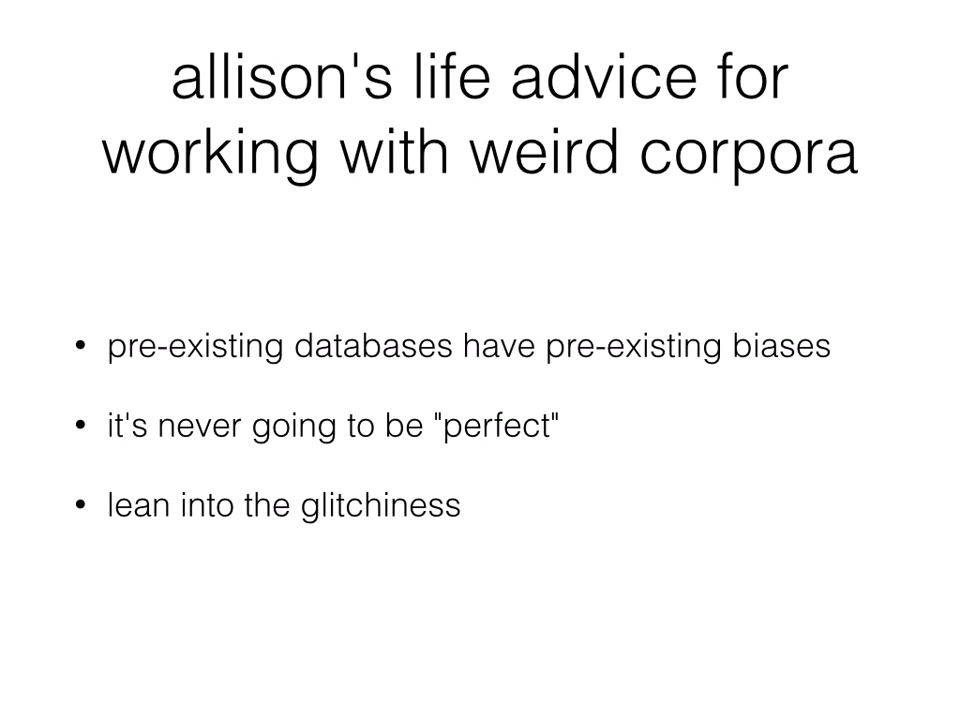 allison's life advice for
working with weird corpora
• pre-existing databases have pre-existing biases
• it's never going to be "perfect"
• lean into the glitchiness